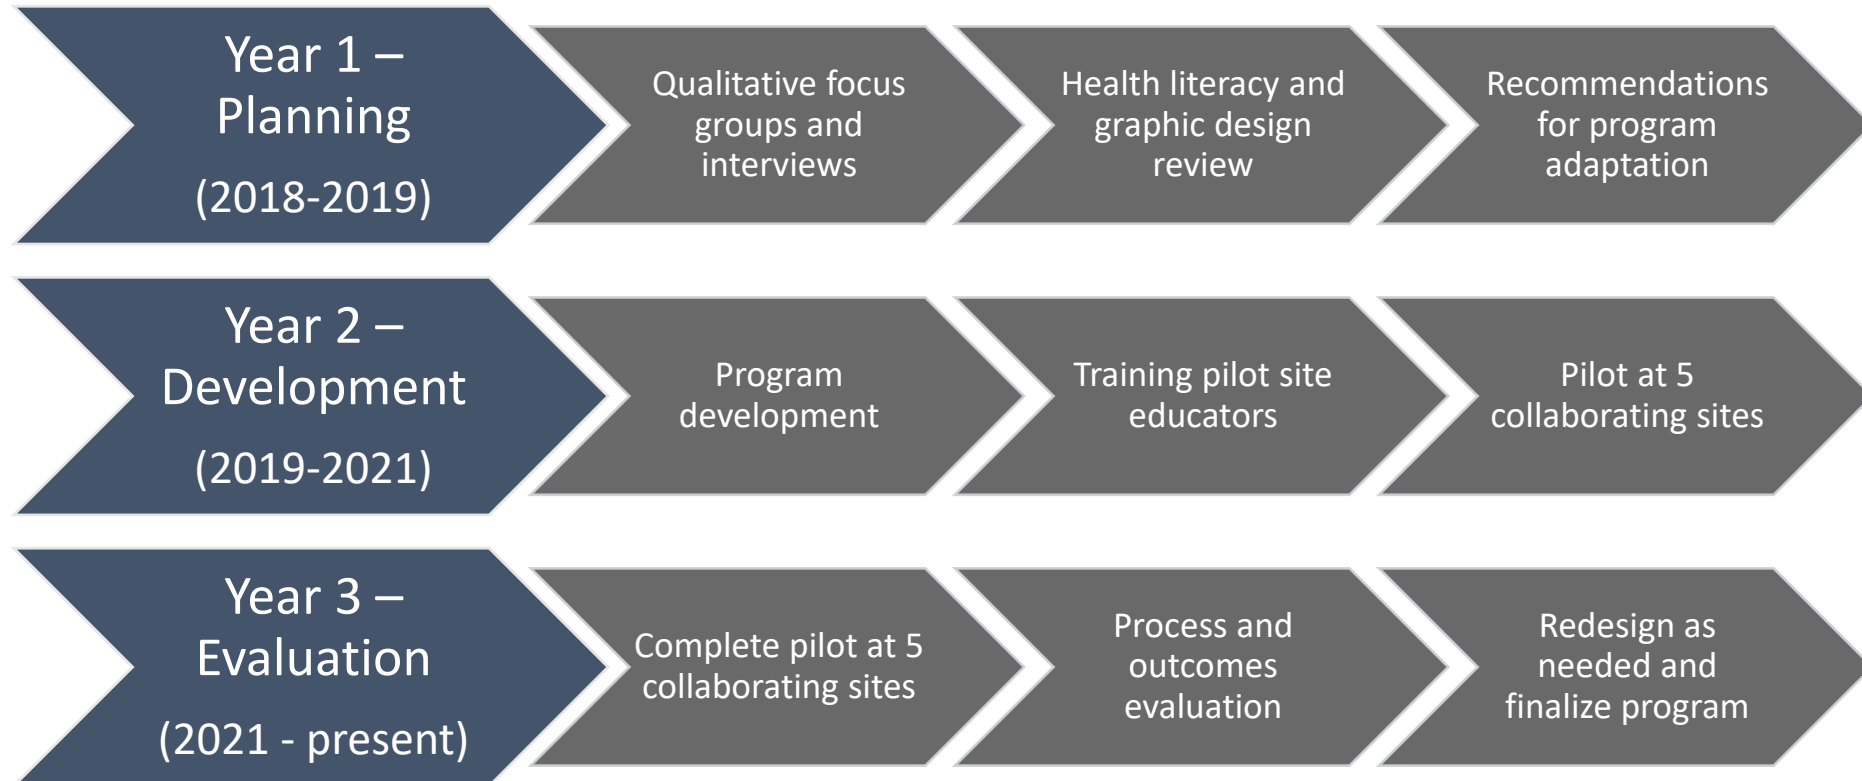 Year 1 –
Planning
(2018-2019)
Qualitative focus
groups and
interviews
Health literacy and
graphic design
review
Recommendations
for program
adaptation
Year 2 –
Development
(2019-2021)
Program
development
Training pilot site
educators
Pilot at 5
collaborating sites
Year 3 –
Evaluation
(2021 - present)
Complete pilot at 5
collaborating sites
Process and
outcomes
evaluation
Redesign as
needed and
finalize program